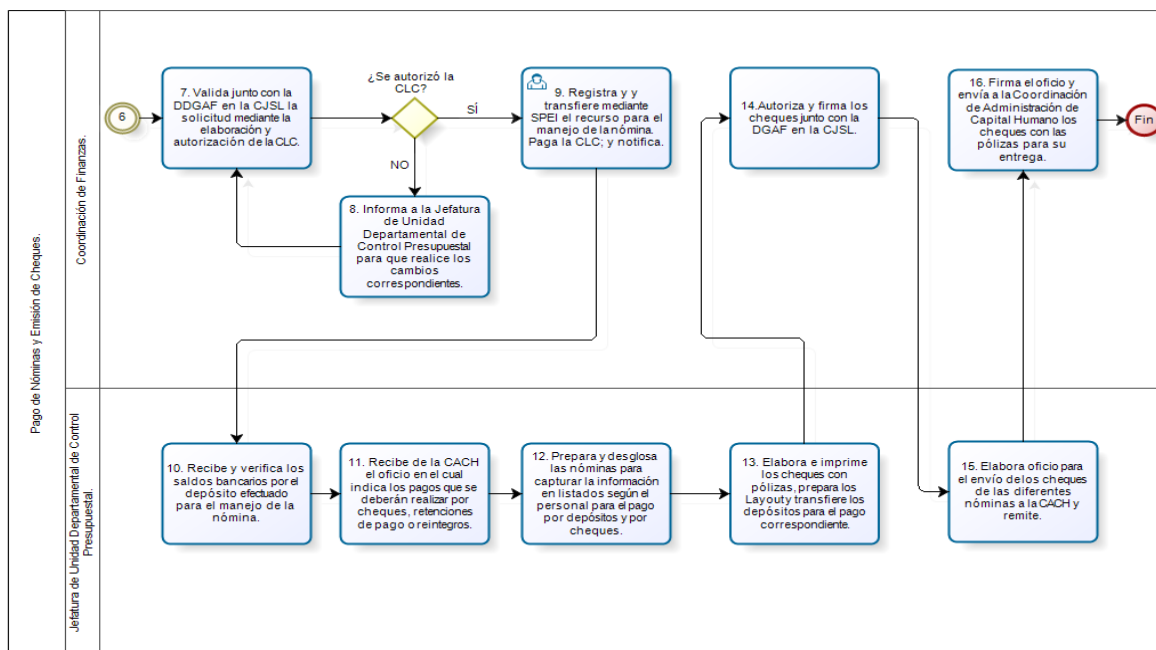 Pago de Nóminas y Emisión de Cheques.
Coordinación de Finanzas.
6
7. Valida junto con la
DDGAF en la CJSL la
solicitud mediante la
elaboración y
autorización de la CLC.
¿Se autorizó la
CLC?
SÍ
NO
8. Informa a la Jefatura
de Unidad
Departamental de
Control Presupuestal
para que realice los
cambios
correspondientes.
9. Registra y y
transfiere mediante
SPEI el recurso para el
manejo de la nómina.
Paga la CLC; y notifica.
14.Autoriza y firma los
cheques junto con la
DGAF en la CJSL.
16. Firma el oficio y
envía a la Coordinación
de Administración de
Capital Humano los
cheques con las
pólizas para su
entrega.
Fin
Jefatura de Unidad Departamental de Control
Presupuestal.
10. Recibe y verifica los
saldos bancarios por el
depósito efectuado
para el manejo de la
nómina.
11. Recibe de la CACH
el oficio en el cual
indica los pagos que se
deberán realizar por
cheques, retenciones
de pago o reintegros.
12. Prepara y desglosa
las nóminas para
capturar la información
en listados según el
personal para el pago
por depósitos y por
cheques.
13. Elabora e imprime
los cheques con
pólizas, prepara los
Layouty transfiere los
depósitos para el pago
correspondiente.
15. Elabora oficio para
el envío de los cheques
de las diferentes
nóminas a la CACH y
remite.